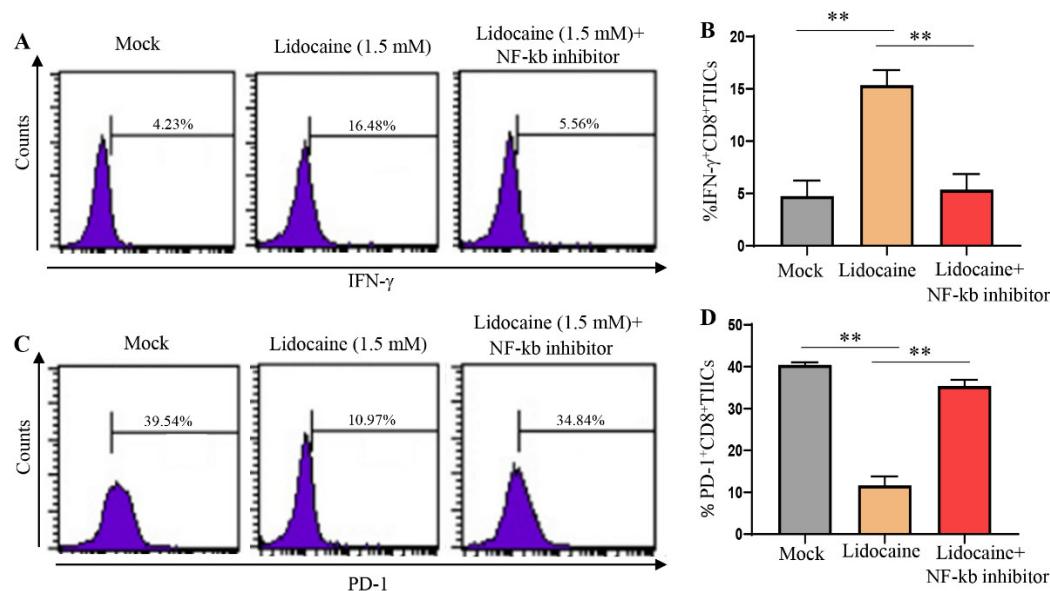 A
Mock
Lidocaine (1.5 mM)
Lidocaine (1.5 mM)+
NF-kb inhibitor
Counts
4.23%
16.48%
5.56%
IFN-γ
B
**
**
%IFN-γ⁺CD8⁺TIICs
20
15
10
5
0
Mock
Lidocaine
Lidocaine+
NF-kb inhibitor
C
Mock
Lidocaine (1.5 mM)
Lidocaine (1.5 mM)+
NF-kb inhibitor
Counts
39.54%
10.97%
34.84%
PD-1
D
**
**
% PD-1⁺CD8⁺TIICs
50
40
30
20
10
0
Mock
Lidocaine
Lidocaine+
NF-kb inhibitor